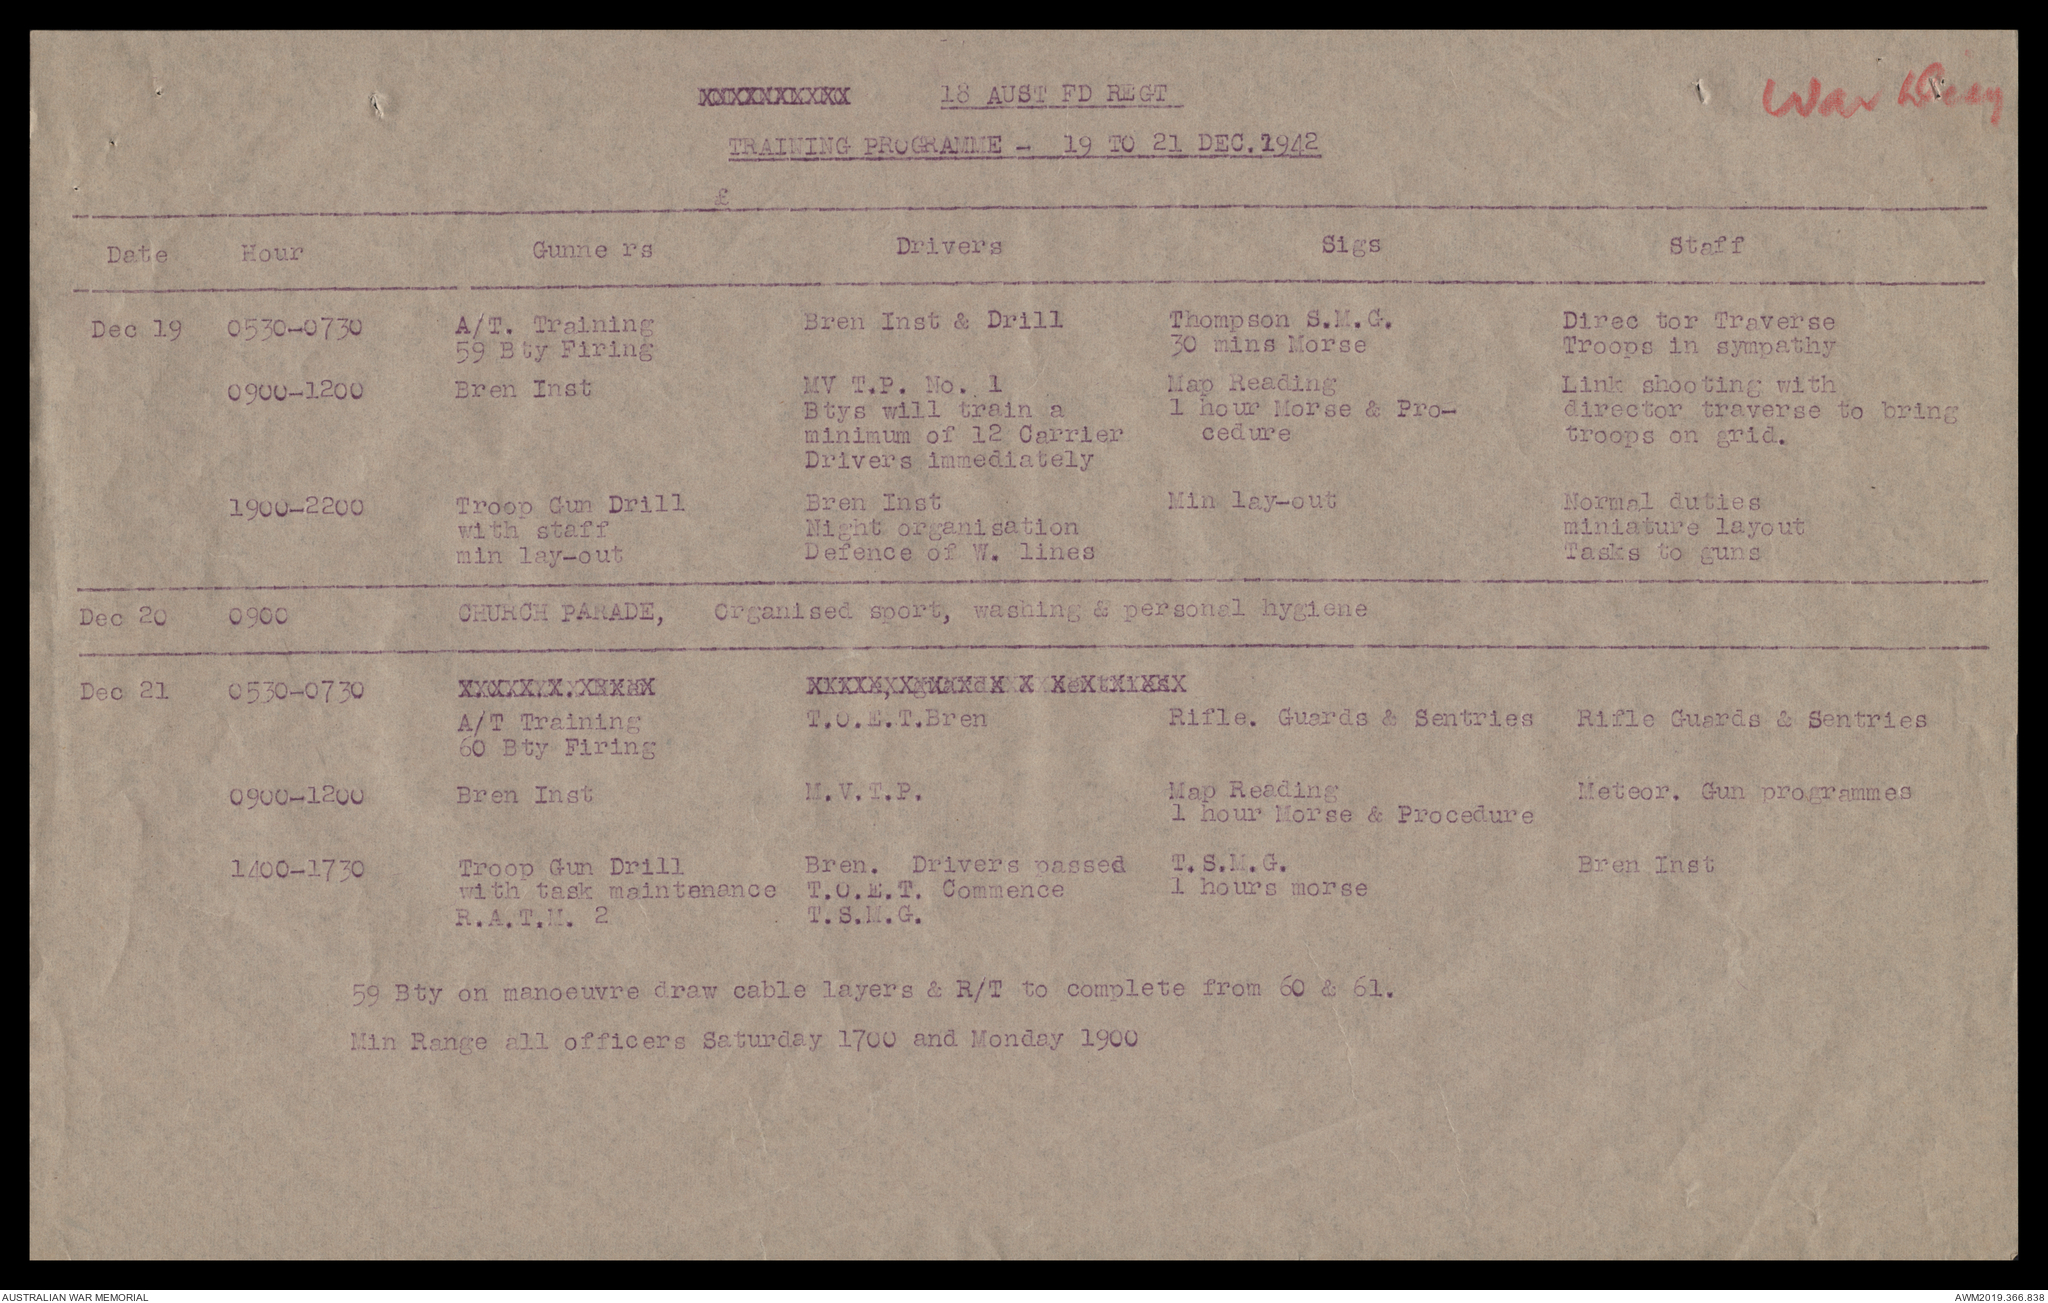 XXXXXXXXXX 18 AUST FD REGT
War Diary
TRAINING PROGRAMME - 19 TO 21 DEC.1942
£
Date Hour Gunne rs Drivers Sigs Staff
Dec 19 0530-0730 A/T. Training Bren Inst & Drill Thompson S.M.G. Direc tor Traverse
59 Bty Firing 30 mins Morse Troops in sympathy
0900-1200 Bren Inst MV T.P. No. 1 Map Reading Link shooting with
Btys will train a 1 hour Morse & Pro- director traverse to bring
minimum of 12 Carrier cedure troops on grid.
Drivers immediately
1900-2200 Troop Gun Drill Bren Inst Min lay-out Normal duties
with staff Night organisation miniature layout
min lay-out Defence of W. lines Tasks to guns
Dec 20 0900 CHURCH PARADE, Organised sport, washing & personal hygiene
Dec 21 0530-0730
A/T Training T.O.E.T.Bren Rifle. Guards & Sentries Rifle Guards & Sentries
60 Bty Firing
0900-1200 Bren Inst M.V.T.P. Map Reading Meteor. Gun programmes
1 hour Morse & Procedure
1400-1730 Troop Gun Drill Bren. Drivers passed T.S.M.G. Bren Inst
with task maintenance T.O.E.T. Commence 1 hours morse
R.A.T.M. 2 T.S.M.G.
59 Bty on manoeuvre draw cable layers & R/T to complete from 60 & 61.
Min Range all officers Saturday 1700 and Monday 1900
AUSTRALIAN WAR MEMORIAL AWM2019.366.838